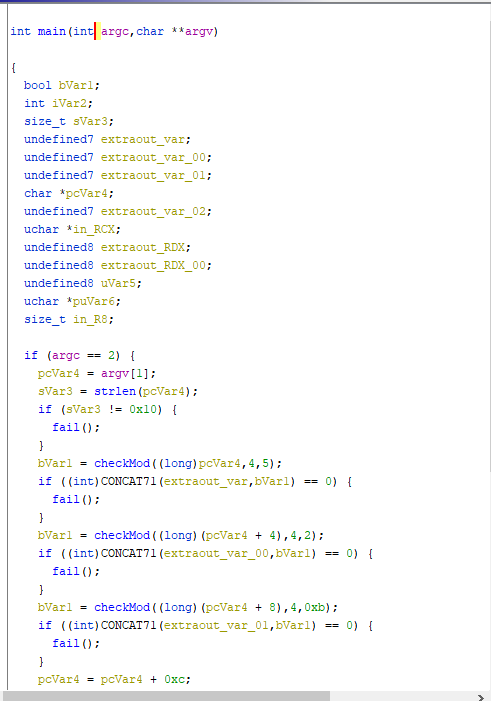 int main(int argc,char **argv)
{
bool bVar1;
int iVar2;
size_t sVar3;
undefined7 extraout_var;
undefined7 extraout_var_00;
undefined7 extraout_var_01;
char *pcVar4;
undefined7 extraout_var_02;
uchar *in_RCX;
undefined8 extraout_RDX;
undefined8 extraout_RDX_00;
undefined8 uVar5;
uchar *puVar6;
size_t in_R8;
if (argc == 2) {
pcVar4 = argv[1];
sVar3 = strlen(pcVar4);
if (sVar3 != 0x10) {
fail();
}
bVar1 = checkMod((long)pcVar4,4,5);
if ((int)CONCAT71(extraout_var,bVar1) == 0) {
fail();
}
bVar1 = checkMod((long)(pcVar4 + 4),4,2);
if ((int)CONCAT71(extraout_var_00,bVar1) == 0) {
fail();
}
bVar1 = checkMod((long)(pcVar4 + 8),4,0xb);
if ((int)CONCAT71(extraout_var_01,bVar1) == 0) {
fail();
}
pcVar4 = pcVar4 + 0xc;